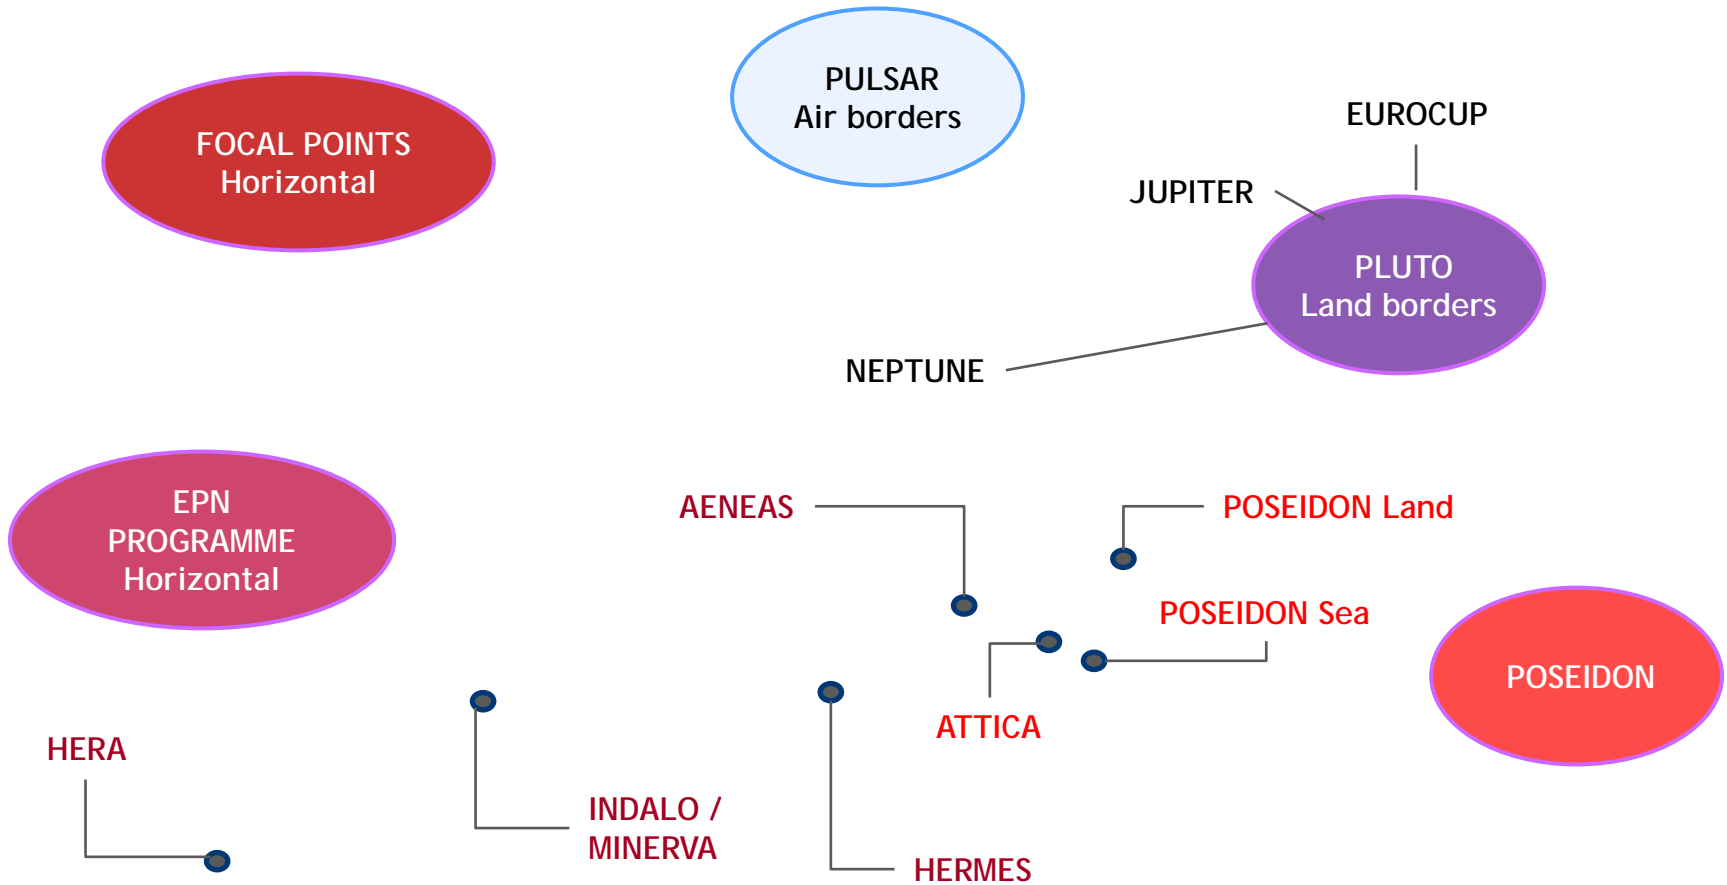 PULSAR
Air borders
FOCAL POINTS
Horizontal
EUROCUP
JUPITER
PLUTO
Land borders
NEPTUNE
EPN
PROGRAMME
Horizontal
AENEAS
POSEIDON Land
POSEIDON Sea
POSEIDON
ATTICA
HERA
INDALO /
MINERVA
HERMES